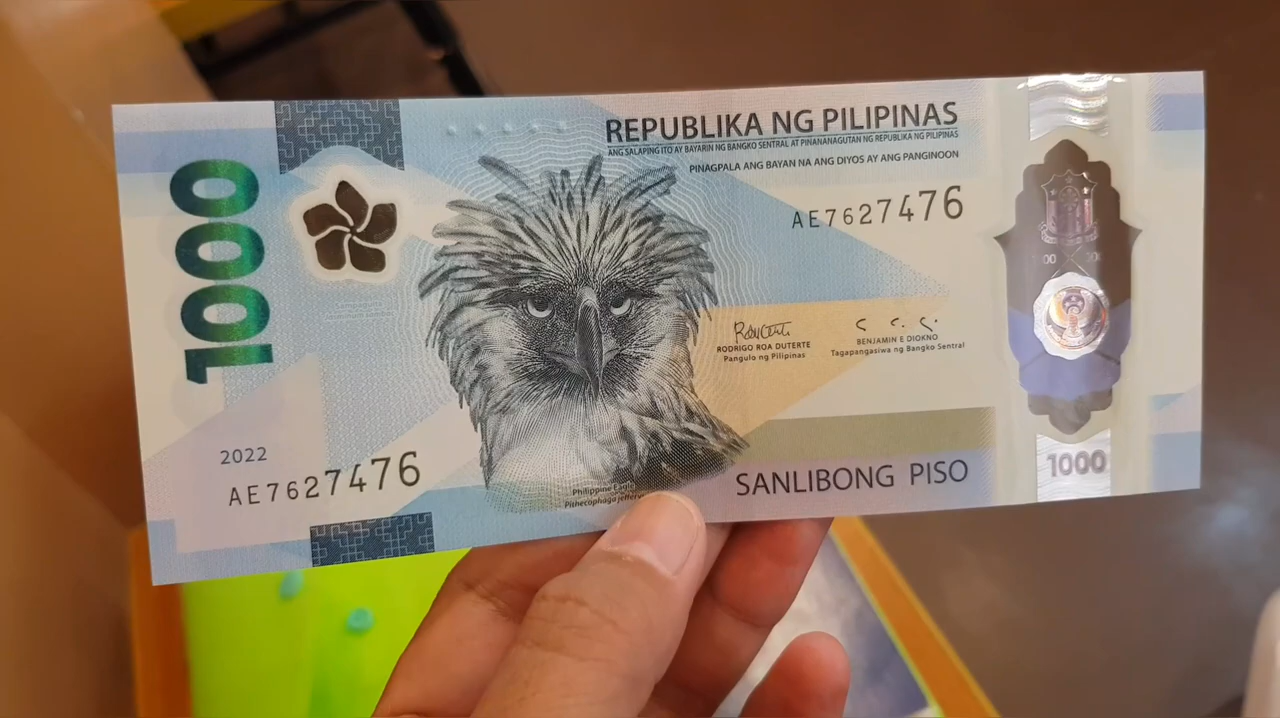 1000
REPUBLIKA NG PILIPINAS
ANG SALAPING ITO AY BAYARIN NG BANGKO SENTRAL AT PINANANAGUTAN NG REPUBLIKA NG PILIPINAS
PINAGPALA ANG BAYAN NA ANG DIYOS AY ANG PANGINOON
AE7627476
RODRIGO ROA DUTERTE
Pangulo ng Pilipinas
BENJAMIN E DIOKNO
Tagapangasiwa ng Bangko Sentral
2022
AE7627476
Philippine Eagle
Pithecophaga
SANLIBONG PISO
1000